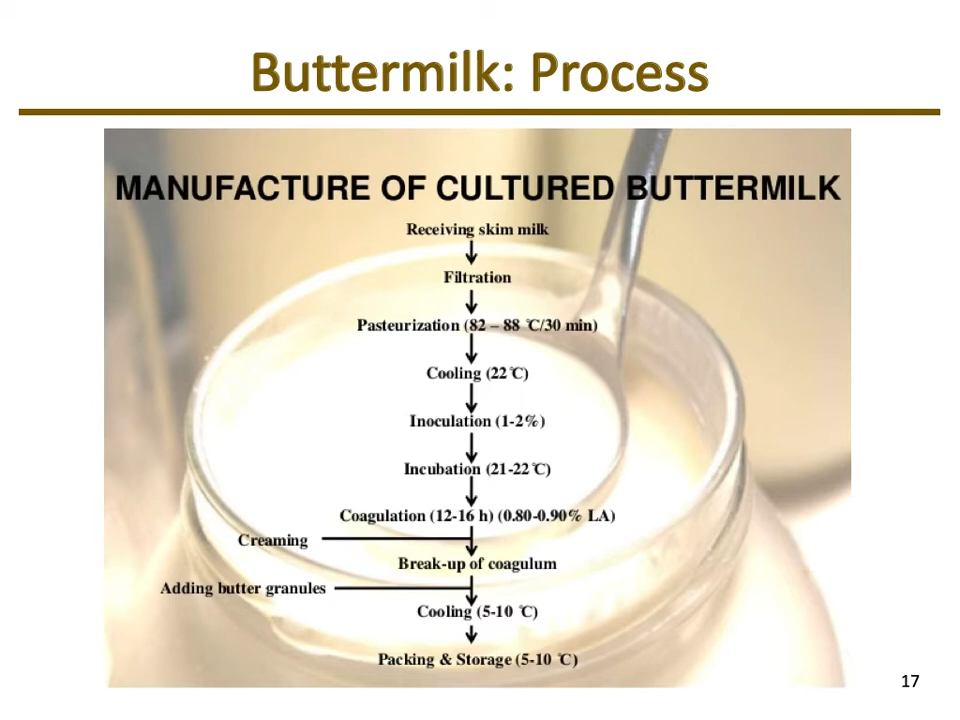 Buttermilk: Process
MANUFACTURE OF CULTURED BUTTERMILK
Receiving skim milk
Filtration
Pasteurization (82 – 88 ℃/30 min)
Cooling (22℃)
Inoculation (1-2%)
Incubation (21-22℃)
Coagulation (12-16 h) (0.80-0.90% LA)
Creaming
Break-up of coagulum
Adding butter granules
Cooling (5-10 ℃)
Packing & Storage (5-10 ℃)
17